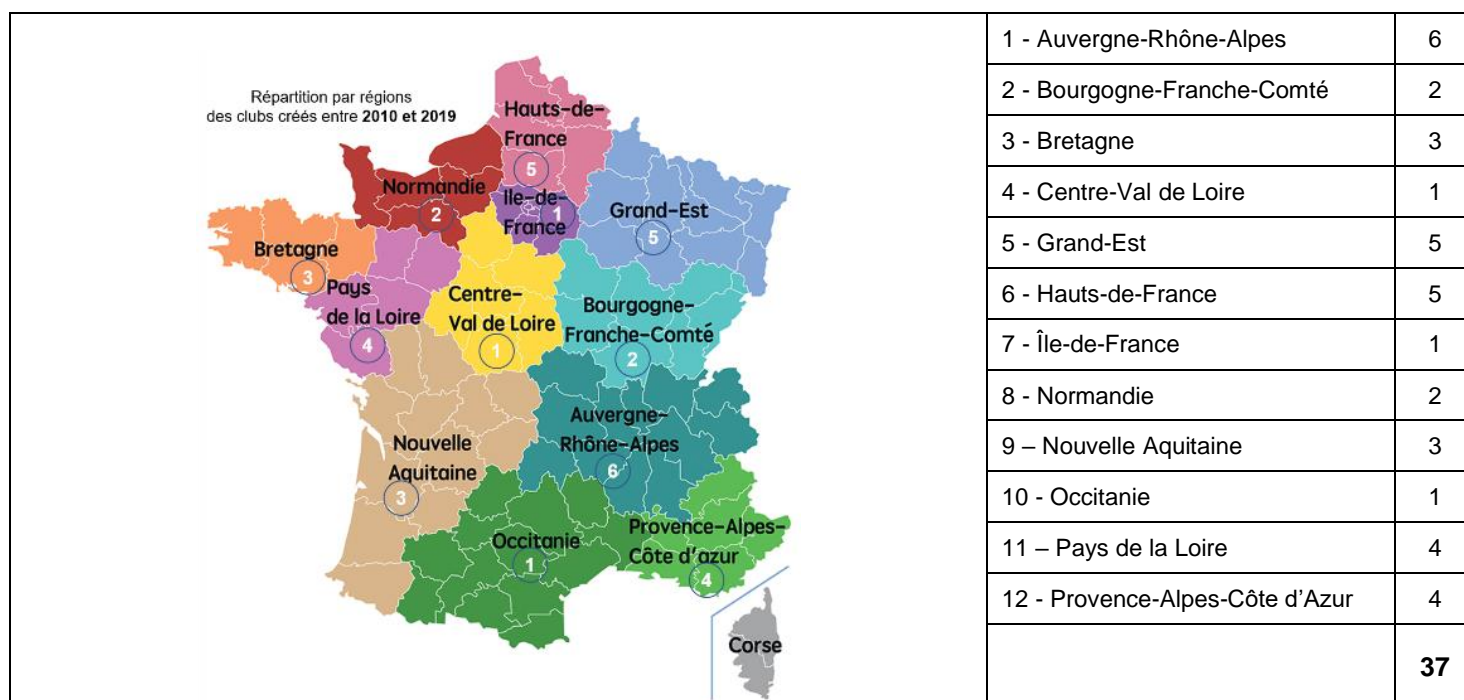 Répartition par régions
des clubs créés entre 2010 et 2019
Hauts-de-
France
5
Normandie
2
Ile-de-
France
1
Grand-Est
5
Bretagne
3
Pays
de la Loire
4
Centre-
Val de Loire
1
Bourgogne-
Franche-Comté
2
Auvergne-
Rhône-Alpes
6
Nouvelle
Aquitaine
3
Occitanie
1
Provence-Alpes-
Côte d'azur
4
Corse
1 - Auvergne-Rhône-Alpes 6
2 - Bourgogne-Franche-Comté 2
3 - Bretagne 3
4 - Centre-Val de Loire 1
5 - Grand-Est 5
6 - Hauts-de-France 5
7 - Île-de-France 1
8 - Normandie 2
9 – Nouvelle Aquitaine 3
10 - Occitanie 1
11 – Pays de la Loire 4
12 - Provence-Alpes-Côte d'Azur 4
37